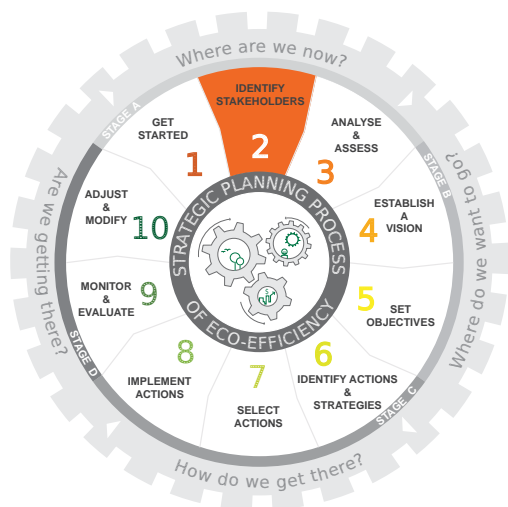 Where are we now?
STAGE A
IDENTIFY
STAKEHOLDERS
2
ANALYSE
&
ASSESS
3
STAGE B
Where do we want to go?
ESTABLISH
A
VISION
4
5
SET
OBJECTIVES
6
IDENTIFY ACTIONS
&
STRATEGIES
STAGE C
How do we get there?
7
SELECT
ACTIONS
8
IMPLEMENT
ACTIONS
STAGE D
Are we getting there?
MONITOR
&
EVALUATE
9
ADJUST
&
MODIFY
10
GET
STARTED
1
STRATEGIC PLANNING PROCESS
OF ECO-EFFICIENCY